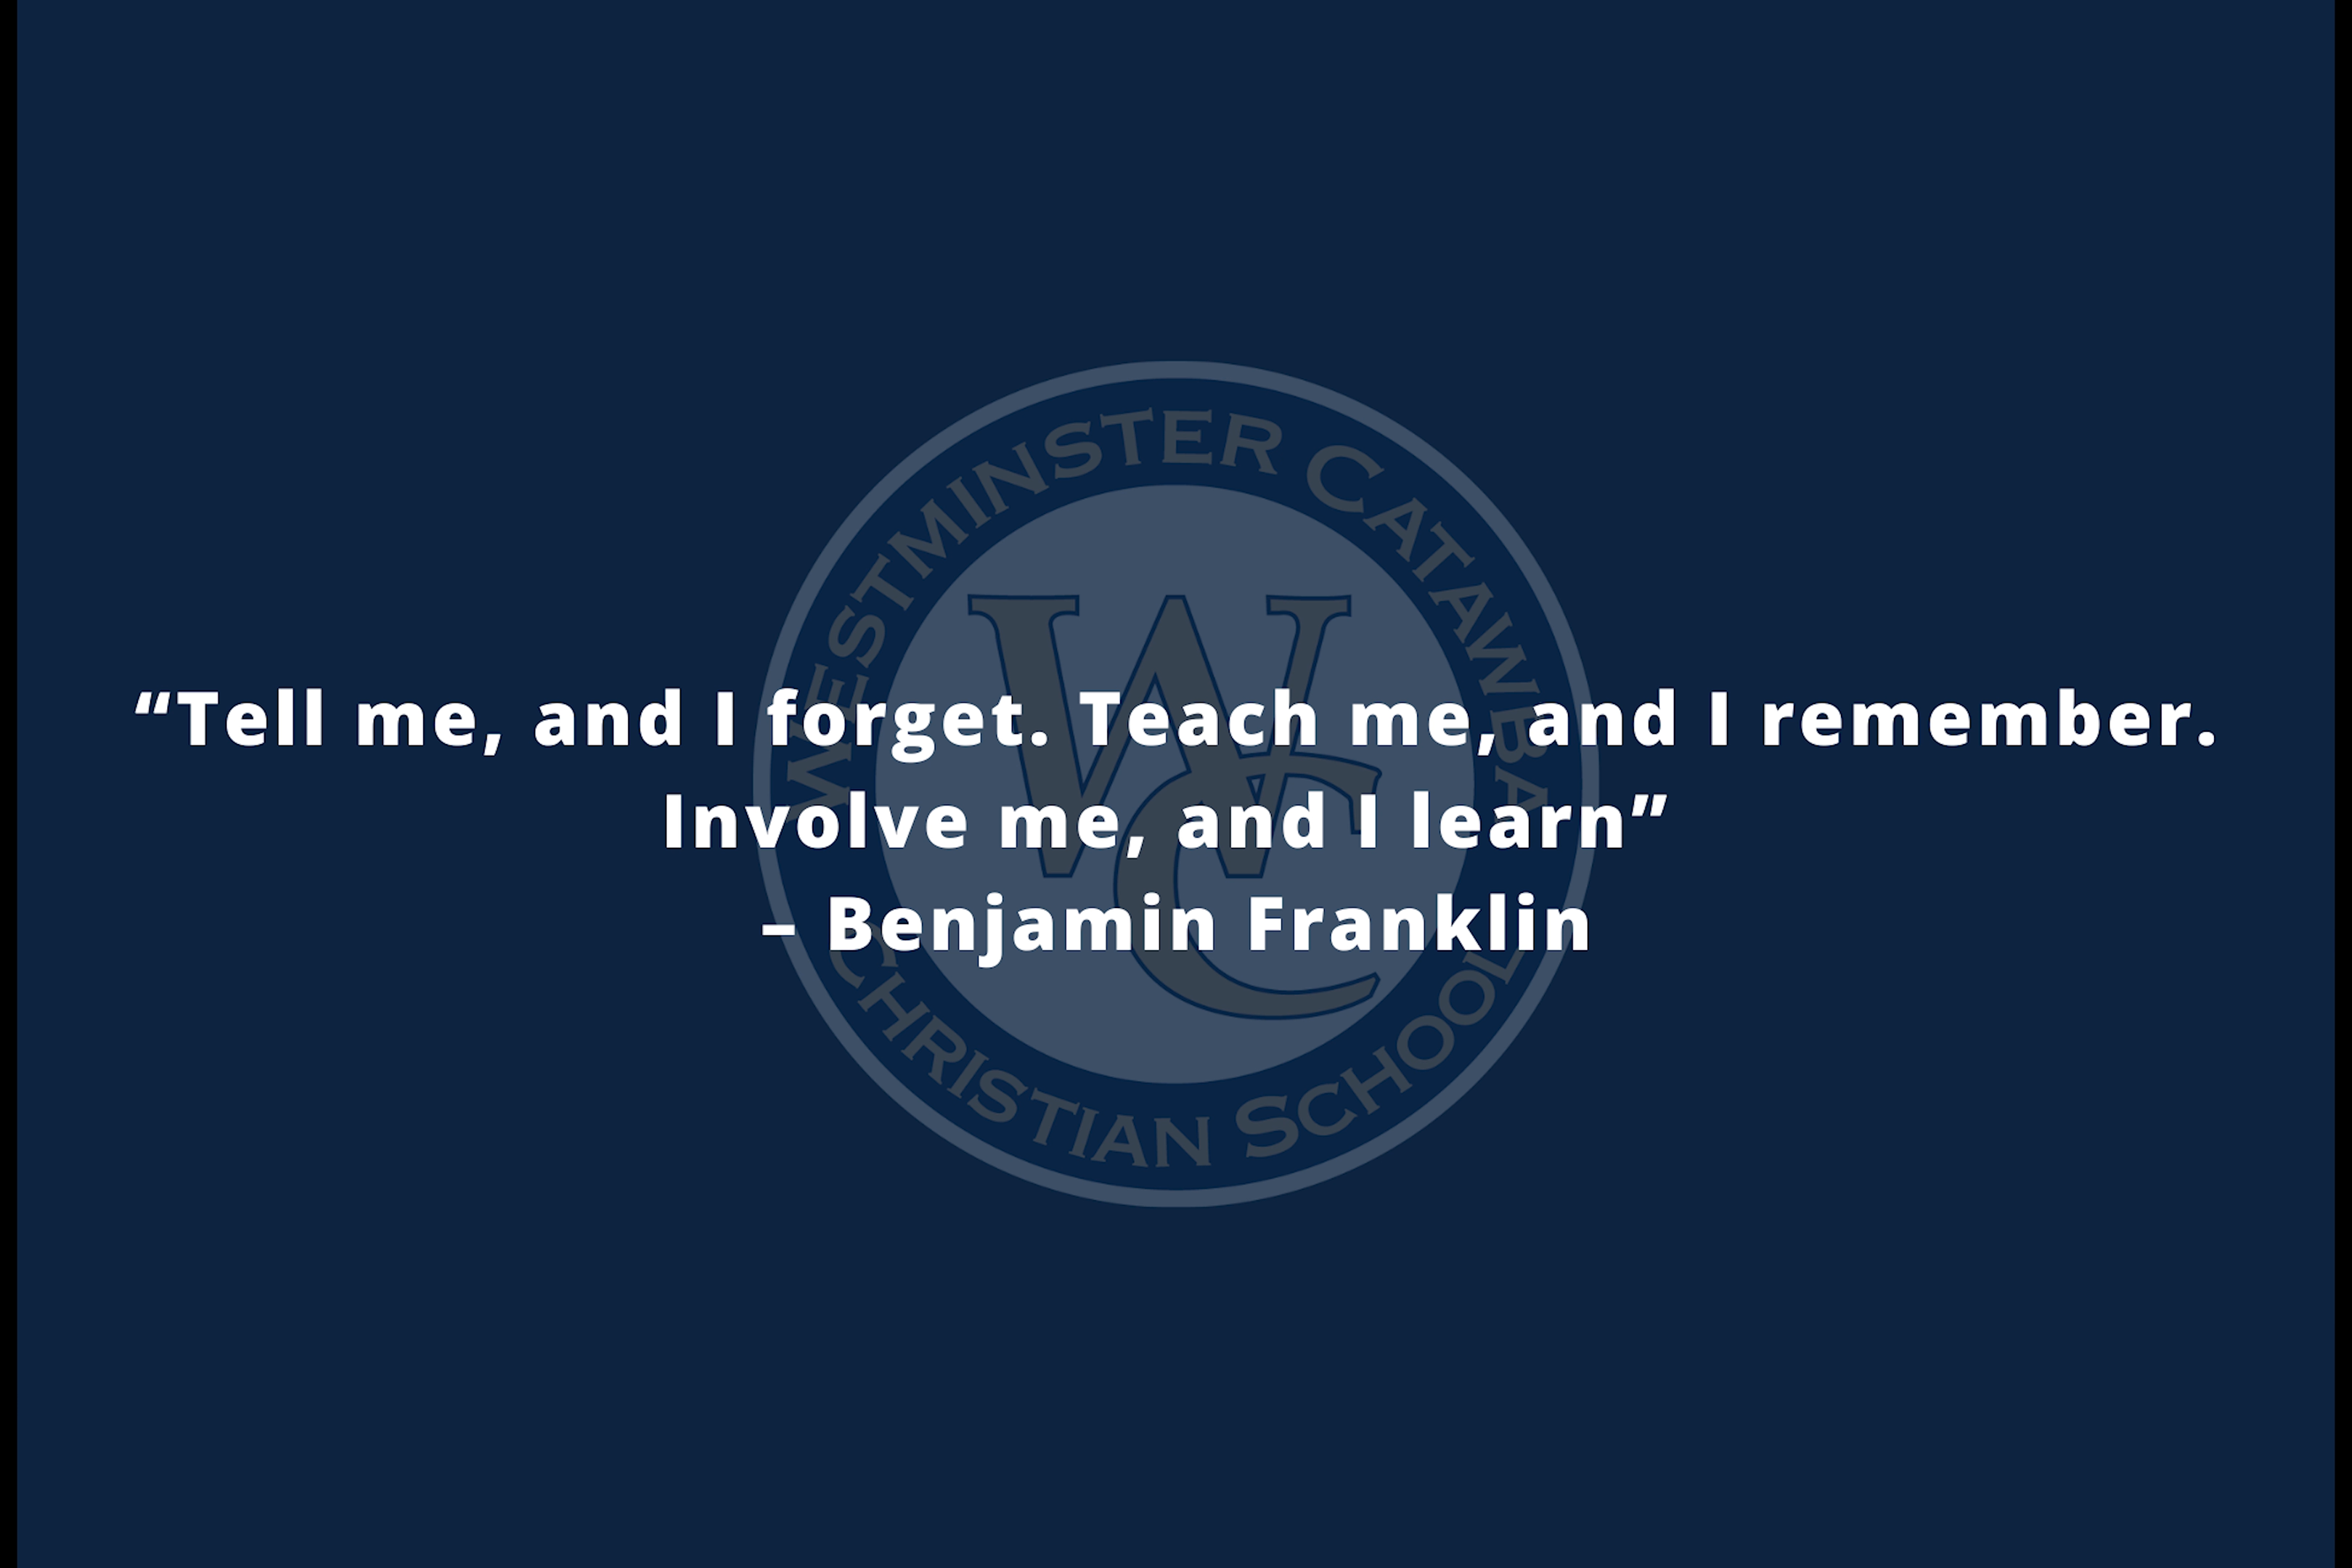 WESTMINSTER CATAWBA
“Tell me, and I forget. Teach me, and I remember.
Involve me, and I learn”
– Benjamin Franklin
CHRISTIAN SCHOOL
WC